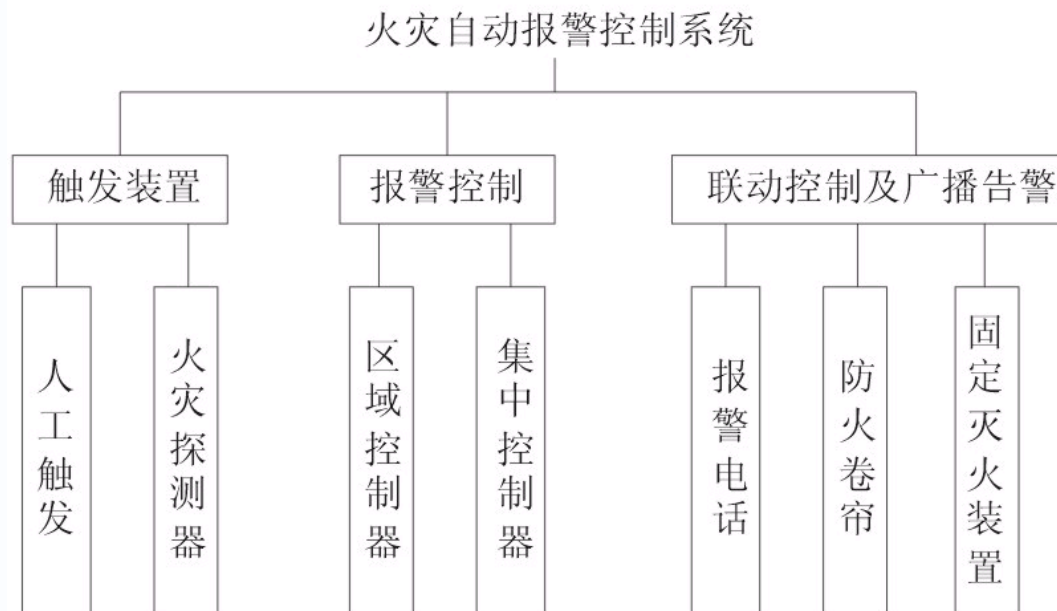 火灾自动报警控制系统
触发装置
报警控制
联动控制及广播告警
人工触发
火灾探测器
区域控制器
集中控制器
报警电话
防火卷帘
固定灭火装置